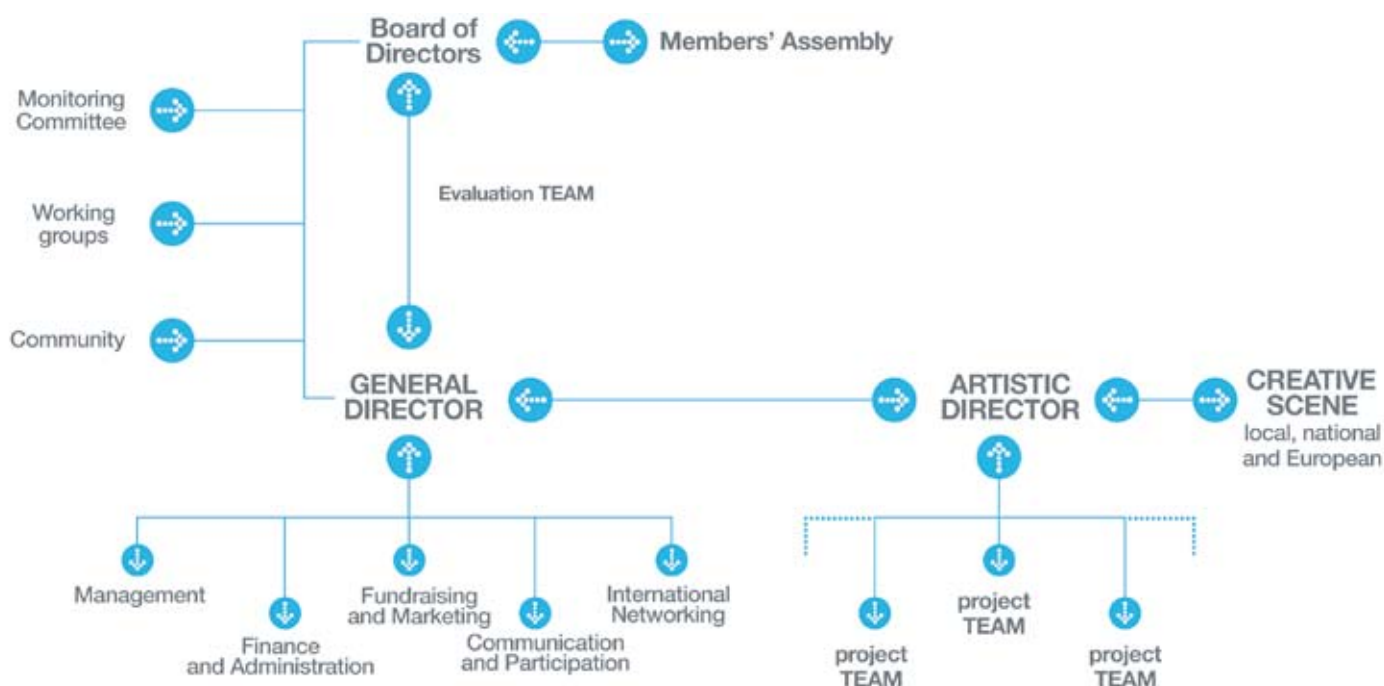 Board of
Directors
Members' Assembly
Monitoring
Committee
Evaluation TEAM
Working
groups
Community
GENERAL
DIRECTOR
ARTISTIC
DIRECTOR
CREATIVE
SCENE
local, national
and European
Management
Finance
and Administration
Fundraising
and Marketing
Communication
and Participation
International
Networking
project
TEAM
project
TEAM
project
TEAM